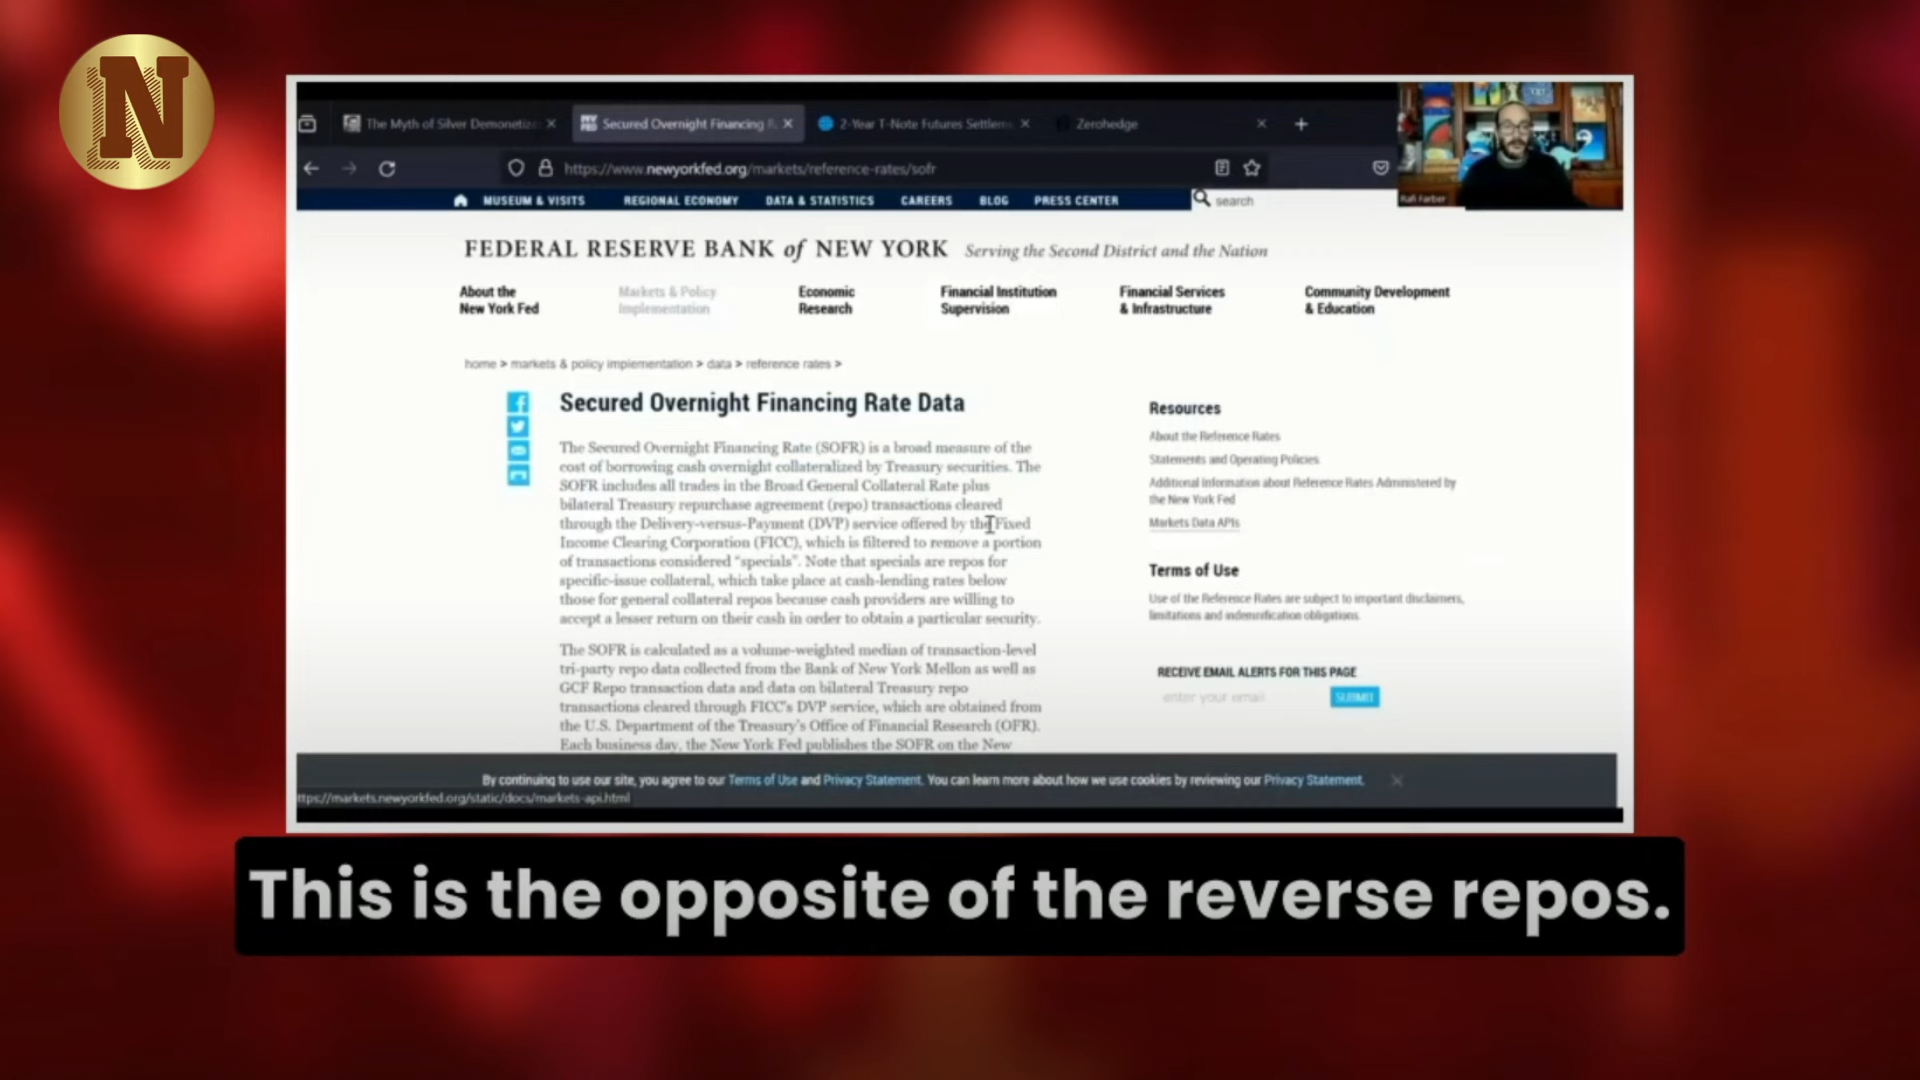 N
The Myth of Silver Demonetiz
Secured Overnight Financing R
2-Year T-Note Futures Settlem
Zerohedge
https://www.newyorkfed.org/markets/reference-rates/sofr
Rafi Farber
MUSEUM & VISITS REGIONAL ECONOMY DATA & STATISTICS CAREERS BLOG PRESS CENTER search
FEDERAL RESERVE BANK of NEW YORK Serving the Second District and the Nation
About the
New York Fed
Markets & Policy
Implementation
Economic
Research
Financial Institution
Supervision
Financial Services
& Infrastructure
Community Development
& Education
home > markets & policy implementation > data > reference rates >
Secured Overnight Financing Rate Data
The Secured Overnight Financing Rate (SOFR) is a broad measure of the
cost of borrowing cash overnight collateralized by Treasury securities. The
SOFR includes all trades in the Broad General Collateral Rate plus
bilateral Treasury repurchase agreement (repo) transactions cleared
through the Delivery-versus-Payment (DVP) service offered by the Fixed
Income Clearing Corporation (FICC), which is filtered to remove a portion
of transactions considered "specials". Note that specials are repos for
specific-issue collateral, which take place at cash-lending rates below
those for general collateral repos because cash providers are willing to
accept a lesser return on their cash in order to obtain a particular security.
The SOFR is calculated as a volume-weighted median of transaction-level
tri-party repo data collected from the Bank of New York Mellon as well as
GCF Repo transaction data and data on bilateral Treasury repo
transactions cleared through FICC's DVP service, which are obtained from
the U.S. Department of the Treasury's Office of Financial Research (OFR).
Each business day, the New York Fed publishes the SOFR on the New
Resources
About the Reference Rates
Statements and Operating Policies
Additional Information about Reference Rates Administered by
the New York Fed
Markets Data APIs
Terms of Use
Use of the Reference Rates are subject to important disclaimers,
limitations and indemnification obligations.
RECEIVE EMAIL ALERTS FOR THIS PAGE
enter your email SUBMIT
By continuing to use our site, you agree to our Terms of Use and Privacy Statement. You can learn more about how we use cookies by reviewing our Privacy Statement.
ttps://markets.newyorkfed.org/static/docs/markets-api.html
This is the opposite of the reverse repos.